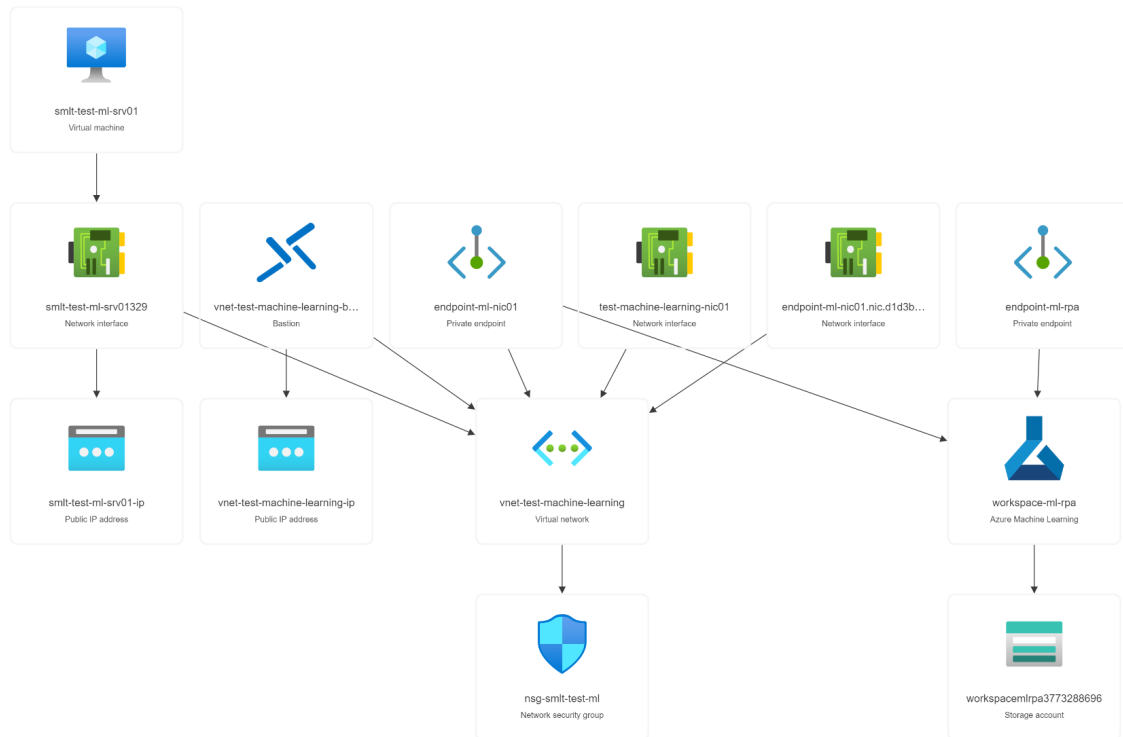 smlt-test-ml-srv01
Virtual machine
smlt-test-ml-srv01329
Network interface
vnet-test-machine-learning-b...
Bastion
endpoint-ml-nic01
Private endpoint
test-machine-learning-nic01
Network interface
endpoint-ml-nic01.nic.d1d3b...
Network interface
endpoint-ml-rpa
Private endpoint
smlt-test-ml-srv01-ip
Public IP address
vnet-test-machine-learning-ip
Public IP address
vnet-test-machine-learning
Virtual network
workspace-ml-rpa
Azure Machine Learning
nsg-smlt-test-ml
Network security group
workspacemlrpa3773288696
Storage account